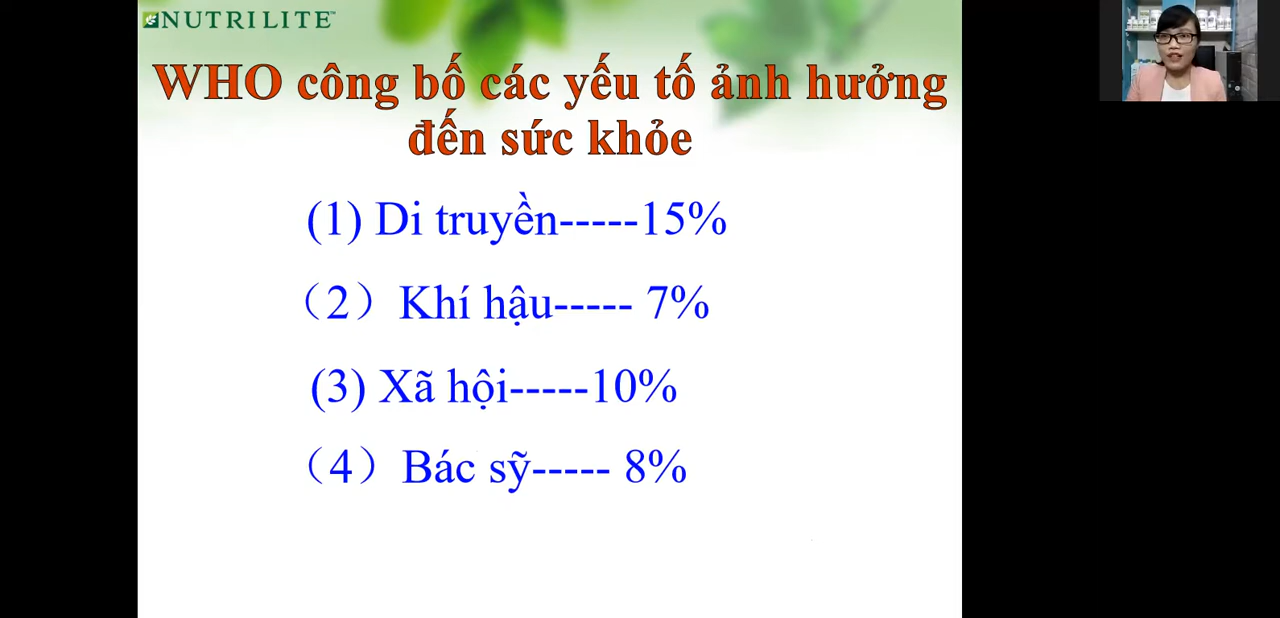 NUTRILITE™
WHO công bố các yếu tố ảnh hưởng
đến sức khỏe
(1) Di truyền-----15%
（2）Khí hậu----- 7%
(3) Xã hội-----10%
（4）Bác sỹ----- 8%